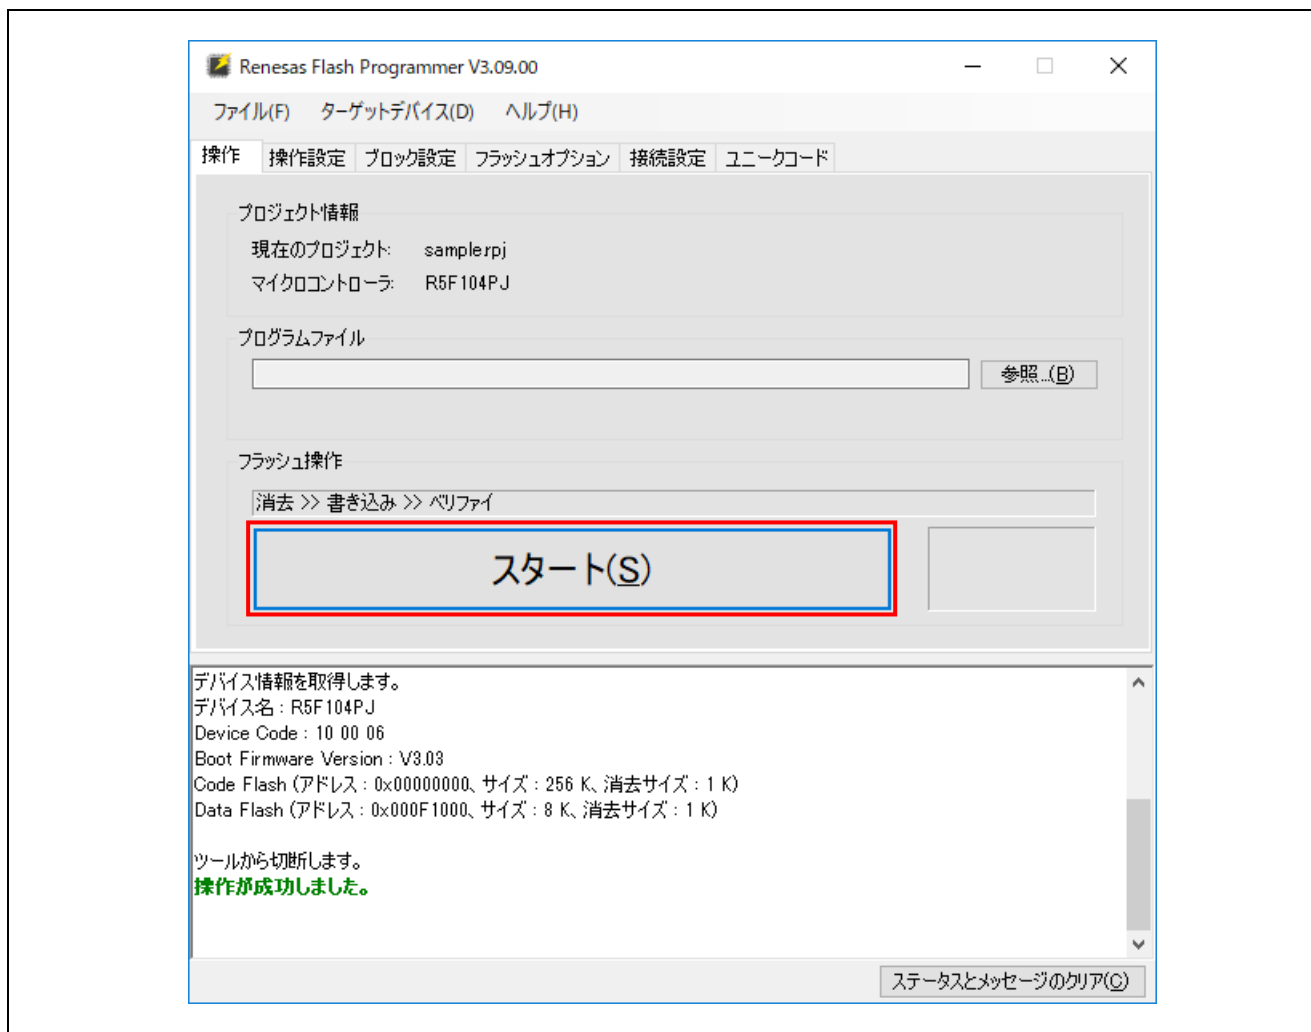 Renesas Flash Programmer V3.09.00
ファイル(F) ターゲットデバイス(D) ヘルプ(H)
操作 操作設定 ブロック設定 フラッシュオプション 接続設定 ユニークコード
プロジェクト情報
現在のプロジェクト: sample.rpj
マイクロコントローラ: R5F104PJ
プログラムファイル
参照...(B)
フラッシュ操作
消去 >> 書き込み >> ベリファイ
スタート(S)
デバイス情報を取得します。
デバイス名 : R5F104PJ
Device Code : 10 00 06
Boot Firmware Version : V3.03
Code Flash (アドレス : 0x00000000、サイズ : 256 K、消去サイズ : 1 K)
Data Flash (アドレス : 0x000F1000、サイズ : 8 K、消去サイズ : 1 K)
ツールから切断します。
操作が成功しました。
ステータスとメッセージのクリア(C)